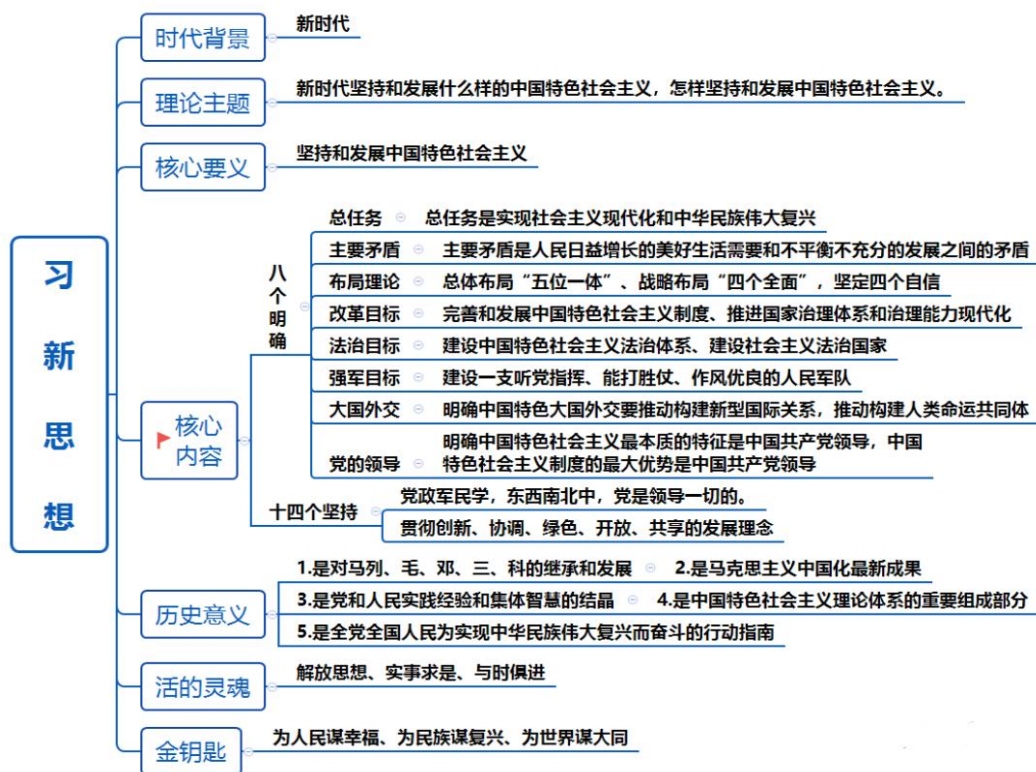 习新思想
时代背景
新时代
理论主题
新时代坚持和发展什么样的中国特色社会主义，怎样坚持和发展中国特色社会主义。
核心要义
坚持和发展中国特色社会主义
核心
内容
八个明确
总任务
总任务是实现社会主义现代化和中华民族伟大复兴
主要矛盾
主要矛盾是人民日益增长的美好生活需要和不平衡不充分的发展之间的矛盾
布局理论
总体布局“五位一体”、战略布局“四个全面”，坚定四个自信
改革目标
完善和发展中国特色社会主义制度、推进国家治理体系和治理能力现代化
法治目标
建设中国特色社会主义法治体系、建设社会主义法治国家
强军目标
建设一支听党指挥、能打胜仗、作风优良的人民军队
大国外交
明确中国特色大国外交要推动构建新型国际关系，推动构建人类命运共同体
党的领导
明确中国特色社会主义最本质的特征是中国共产党领导，中国
特色社会主义制度的最大优势是中国共产党领导
十四个坚持
党政军民学，东西南北中，党是领导一切的。
贯彻创新、协调、绿色、开放、共享的发展理念
历史意义
1.是对马列、毛、邓、三、科的继承和发展
2.是马克思主义中国化最新成果
3.是党和人民实践经验和集体智慧的结晶
4.是中国特色社会主义理论体系的重要组成部分
5.是全党全国人民为实现中华民族伟大复兴而奋斗的行动指南
活的灵魂
解放思想、实事求是、与时俱进
金钥匙
为人民谋幸福、为民族谋复兴、为世界谋大同